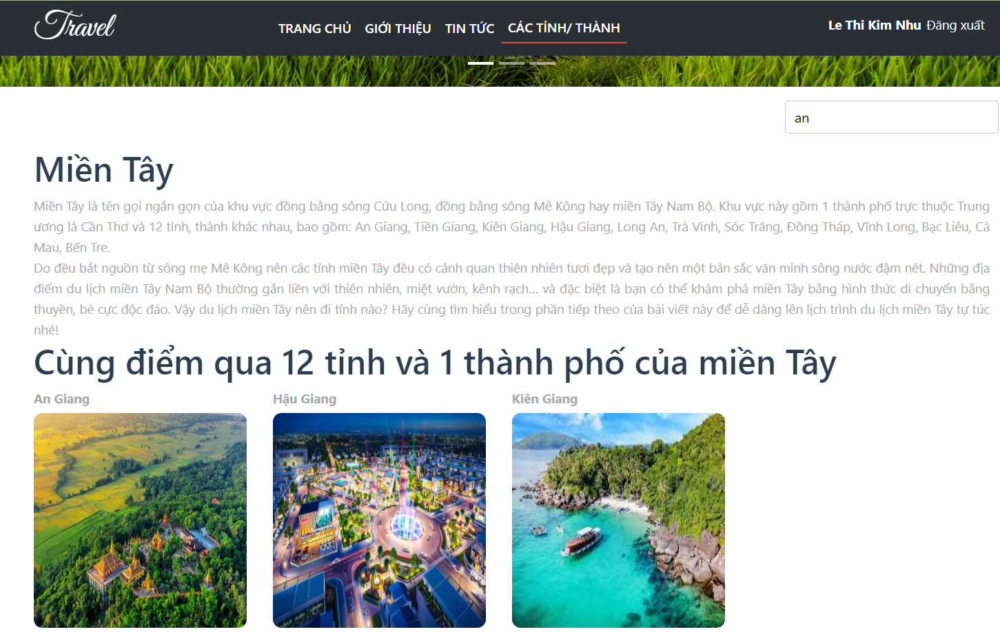 Travel
TRANG CHỦ GIỚI THIỆU TIN TỨC CÁC TỈNH/ THÀNH
Le Thi Kim Nhu Đăng xuất
an
Miền Tây
Miền Tây là tên gọi ngắn gọn của khu vực đồng bằng sông Cửu Long, đồng bằng sông Mê Kông hay miền Tây Nam Bộ. Khu vực này gồm 1 thành phố trực thuộc Trung
ương là Cần Thơ và 12 tỉnh, thành khác nhau, bao gồm: An Giang, Tiền Giang, Kiên Giang, Hậu Giang, Long An, Trà Vinh, Sóc Trăng, Đồng Tháp, Vĩnh Long, Bạc Liêu, Cà
Mau, Bến Tre.
Do đều bắt nguồn từ sông mẹ Mê Kông nên các tỉnh miền Tây đều có cảnh quan thiên nhiên tươi đẹp và tạo nên một bản sắc văn minh sông nước đậm nét. Những địa
điểm du lịch miền Tây Nam Bộ thường gắn liền với thiên nhiên, miệt vườn, kênh rạch... và đặc biệt là bạn có thể khám phá miền Tây bằng hình thức di chuyển bằng
thuyền, bè cực độc đáo. Vậy du lịch miền Tây nên đi tỉnh nào? Hãy cùng tìm hiểu trong phần tiếp theo của bài viết này để dễ dàng lên lịch trình du lịch miền Tây tự túc
nhé!
Cùng điểm qua 12 tỉnh và 1 thành phố của miền Tây
An Giang
Hậu Giang
Kiên Giang